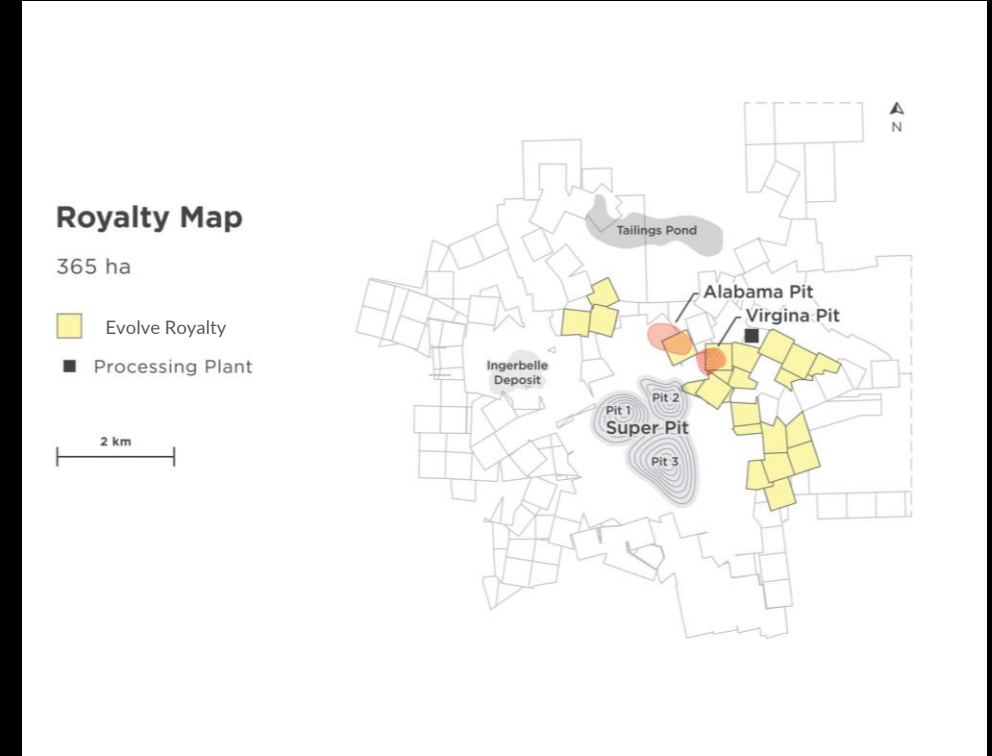 Royalty Map
365 ha
Evolve Royalty
Processing Plant
2 km
N
Tailings Pond
Alabama Pit
Virgina Pit
Ingerbelle
Deposit
Pit 2
Pit 1
Super Pit
Pit 3